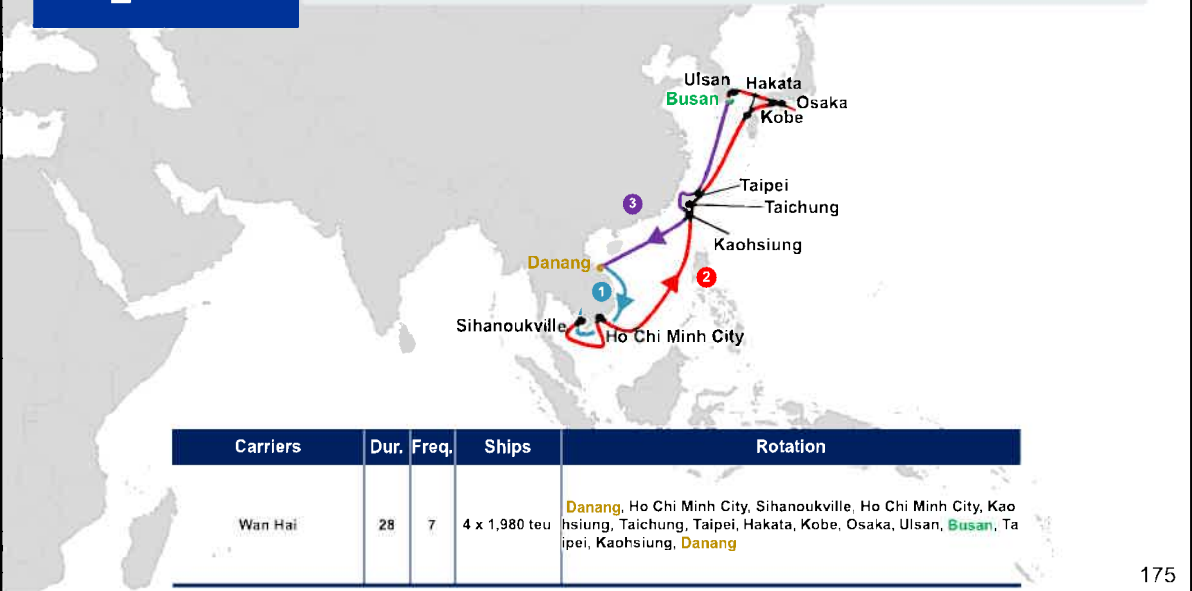 Ulsan
Hakata
Busan
Osaka
Kobe
Taipei
3
Taichung
Kaohsiung
Danang
2
1
Sihanoukville
Ho Chi Minh City
Carriers Dur. Freq. Ships Rotation
Danang, Ho Chi Minh City, Sihanoukville, Ho Chi Minh City, Kao
Wan Hai 28 7 4 x 1,980 teu hsiung, Taichung, Taipei, Hakata, Kobe, Osaka, Ulsan, Busan, Ta
ipei, Kaohsiung, Danang
175